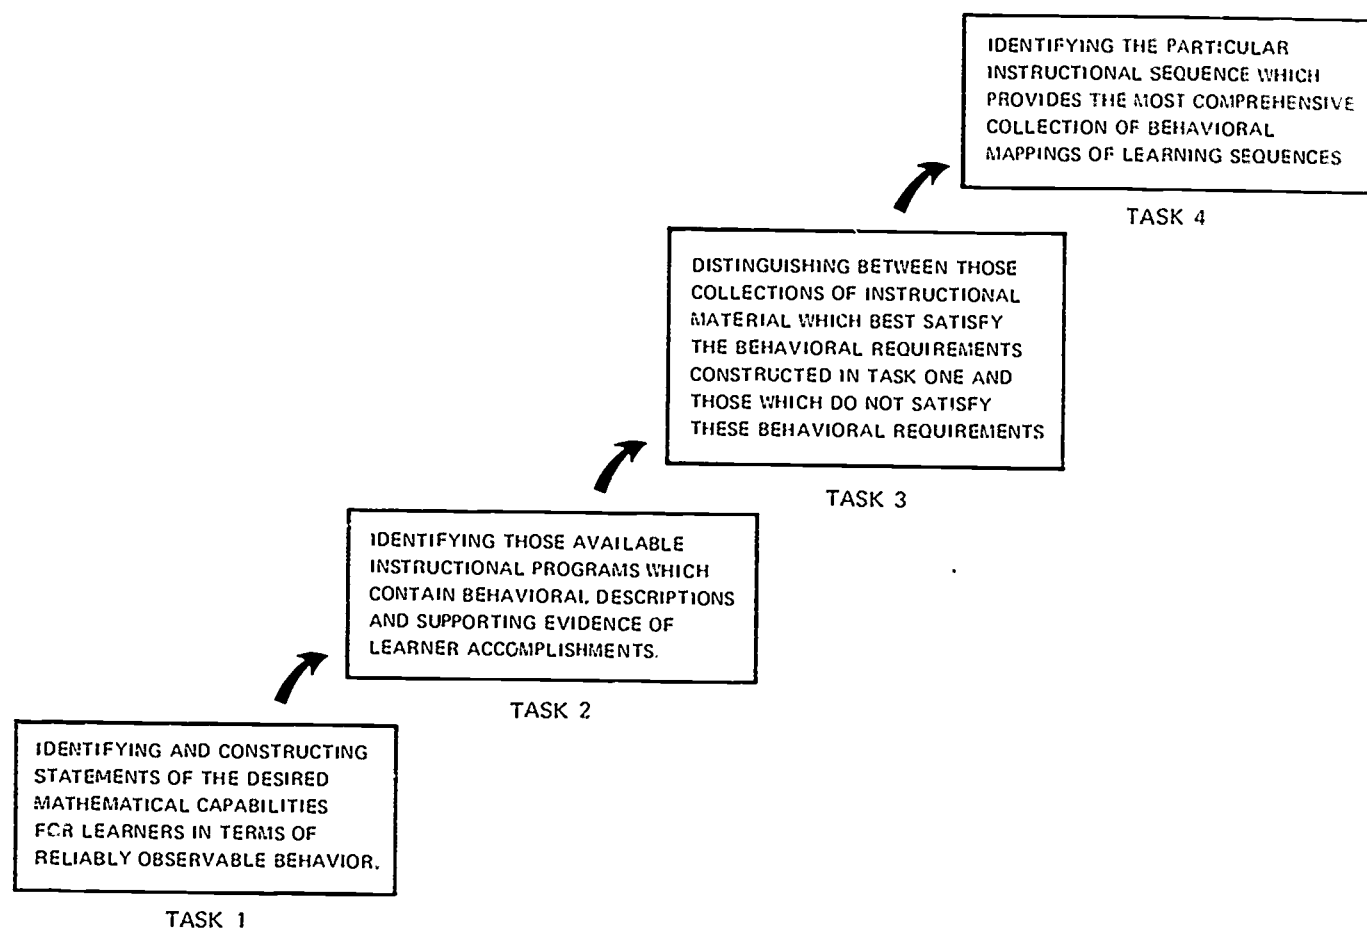 IDENTIFYING THE PARTICULAR
INSTRUCTIONAL SEQUENCE WHICH
PROVIDES THE MOST COMPREHENSIVE
COLLECTION OF BEHAVIORAL
MAPPINGS OF LEARNING SEQUENCES
TASK 4
DISTINGUISHING BETWEEN THOSE
COLLECTIONS OF INSTRUCTIONAL
MATERIAL WHICH BEST SATISFY
THE BEHAVIORAL REQUIREMENTS
CONSTRUCTED IN TASK ONE AND
THOSE WHICH DO NOT SATISFY
THESE BEHAVIORAL REQUIREMENTS
TASK 3
IDENTIFYING THOSE AVAILABLE
INSTRUCTIONAL PROGRAMS WHICH
CONTAIN BEHAVIORAL DESCRIPTIONS
AND SUPPORTING EVIDENCE OF
LEARNER ACCOMPLISHMENTS.
TASK 2
IDENTIFYING AND CONSTRUCTING
STATEMENTS OF THE DESIRED
MATHEMATICAL CAPABILITIES
FOR LEARNERS IN TERMS OF
RELIABLY OBSERVABLE BEHAVIOR.
TASK 1